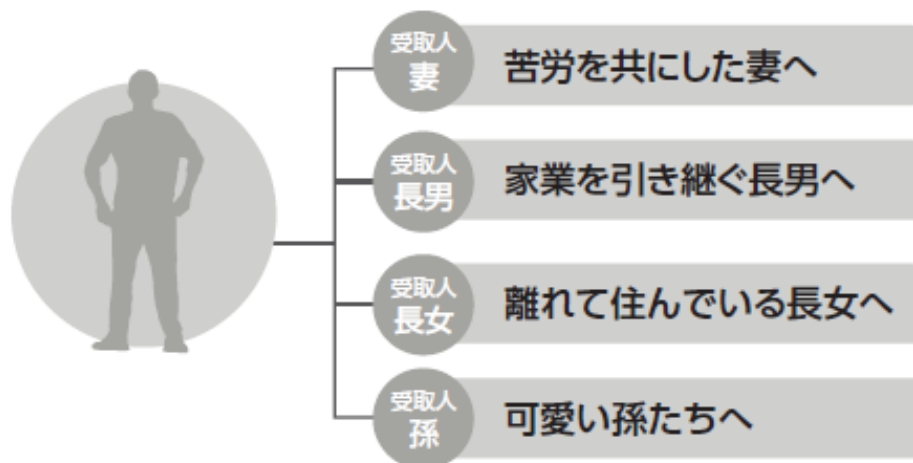 受取人
妻
苦労を共にした妻へ
受取人
長男
家業を引き継ぐ長男へ
受取人
長女
離れて住んでいる長女へ
受取人
孫
可愛い孫たちへ